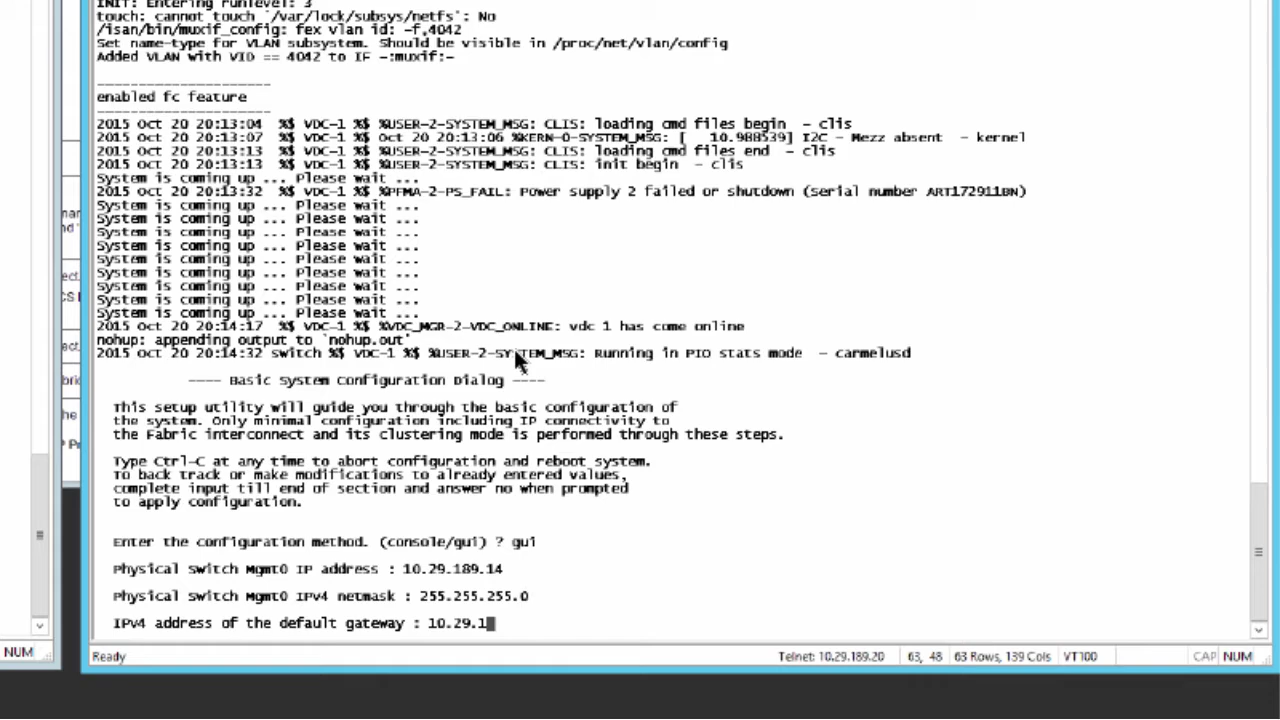 INIT: Entering runlevel: 3
touch: cannot touch `/var/lock/subsys/netfs': No
/isan/bin/muxif_config: fex vlan id: -f,4042
Set name-type for VLAN subsystem. Should be visible in /proc/net/vlan/config
Added VLAN with VID == 4042 to IF -:muxif:-
----------------------
enabled fc feature
----------------------
2015 Oct 20 20:13:04  %$ VDC-1 %$ %USER-2-SYSTEM_MSG: CLIS: loading cmd files begin  - clis
2015 Oct 20 20:13:07  %$ VDC-1 %$ Oct 20 20:13:06 %KERN-0-SYSTEM_MSG: [   10.988539] I2C - Mezz absent  - kernel
2015 Oct 20 20:13:13  %$ VDC-1 %$ %USER-2-SYSTEM_MSG: CLIS: loading cmd files end  - clis
2015 Oct 20 20:13:13  %$ VDC-1 %$ %USER-2-SYSTEM_MSG: CLIS: init begin  - clis
System is coming up ... Please wait ...
2015 Oct 20 20:13:32  %$ VDC-1 %$ %PFMA-2-PS_FAIL: Power supply 2 failed or shutdown (serial number ART172911BN)
System is coming up ... Please wait ...
System is coming up ... Please wait ...
System is coming up ... Please wait ...
System is coming up ... Please wait ...
System is coming up ... Please wait ...
System is coming up ... Please wait ...
System is coming up ... Please wait ...
System is coming up ... Please wait ...
System is coming up ... Please wait ...
2015 Oct 20 20:14:17  %$ VDC-1 %$ %VDC_MGR-2-VDC_ONLINE: vdc 1 has come online
nohup: appending output to `nohup.out'
2015 Oct 20 20:14:32 switch %$ VDC-1 %$ %USER-2-SYSTEM_MSG: Running in PIO stats mode  - carmelusd
---- Basic System Configuration Dialog ----
This setup utility will guide you through the basic configuration of
the system. Only minimal configuration including IP connectivity to
the Fabric interconnect and its clustering mode is performed through these steps.
Type Ctrl-C at any time to abort configuration and reboot system.
To back track or make modifications to already entered values,
complete input till end of section and answer no when prompted
to apply configuration.
Enter the configuration method. (console/gui) ? gui
Physical Switch Mgmt0 IP address : 10.29.189.14
Physical Switch Mgmt0 IPv4 netmask : 255.255.255.0
IPv4 address of the default gateway : 10.29.1
NUM
Ready Telnet: 10.29.189.20 63, 48 63 Rows, 139 Cols VT100 CAP NUM